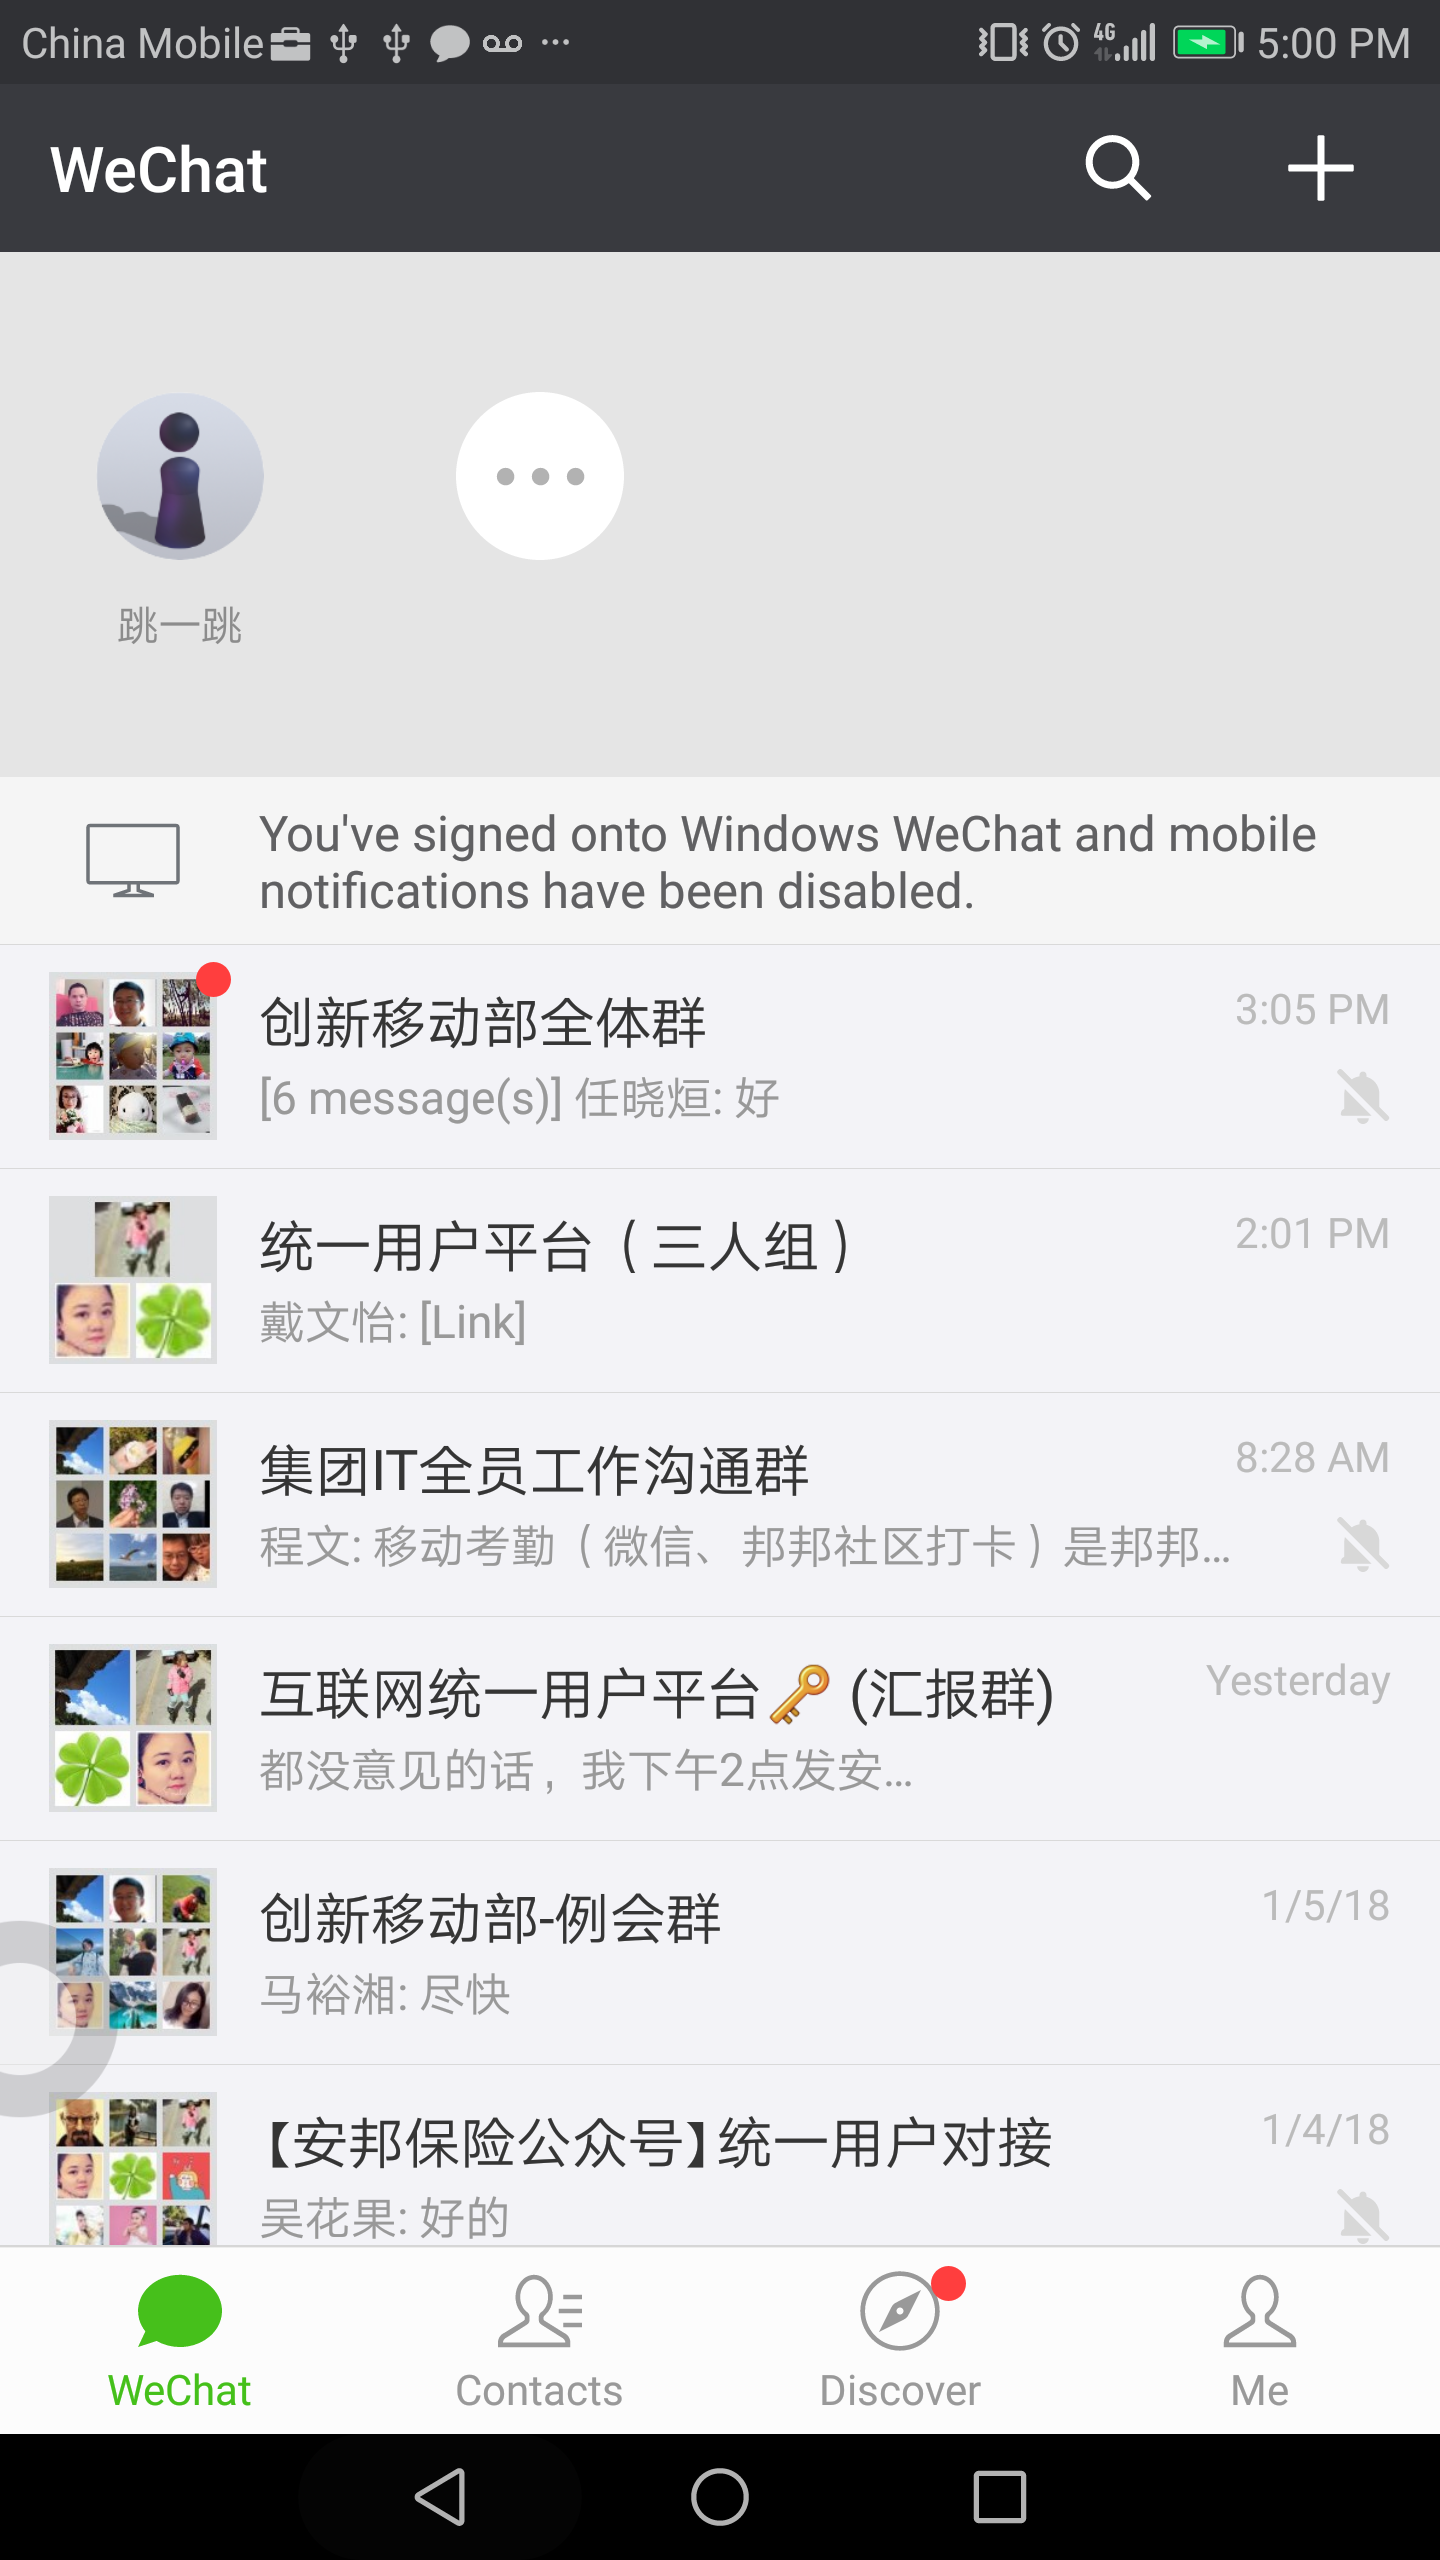 China Mobile 4G 5:00 PM
WeChat
跳一跳
You've signed onto Windows WeChat and mobile
notifications have been disabled.
创新移动部全体群 3:05 PM
[6 message(s)] 任晓烜: 好
统一用户平台（三人组） 2:01 PM
戴文怡: [Link]
集团IT全员工作沟通群 8:28 AM
程文: 移动考勤（微信、邦邦社区打卡）是邦邦...
互联网统一用户平台🔑 (汇报群) Yesterday
都没意见的话，我下午2点发安...
创新移动部-例会群 1/5/18
马裕湘: 尽快
【安邦保险公众号】统一用户对接 1/4/18
吴花果: 好的
WeChat Contacts Discover Me